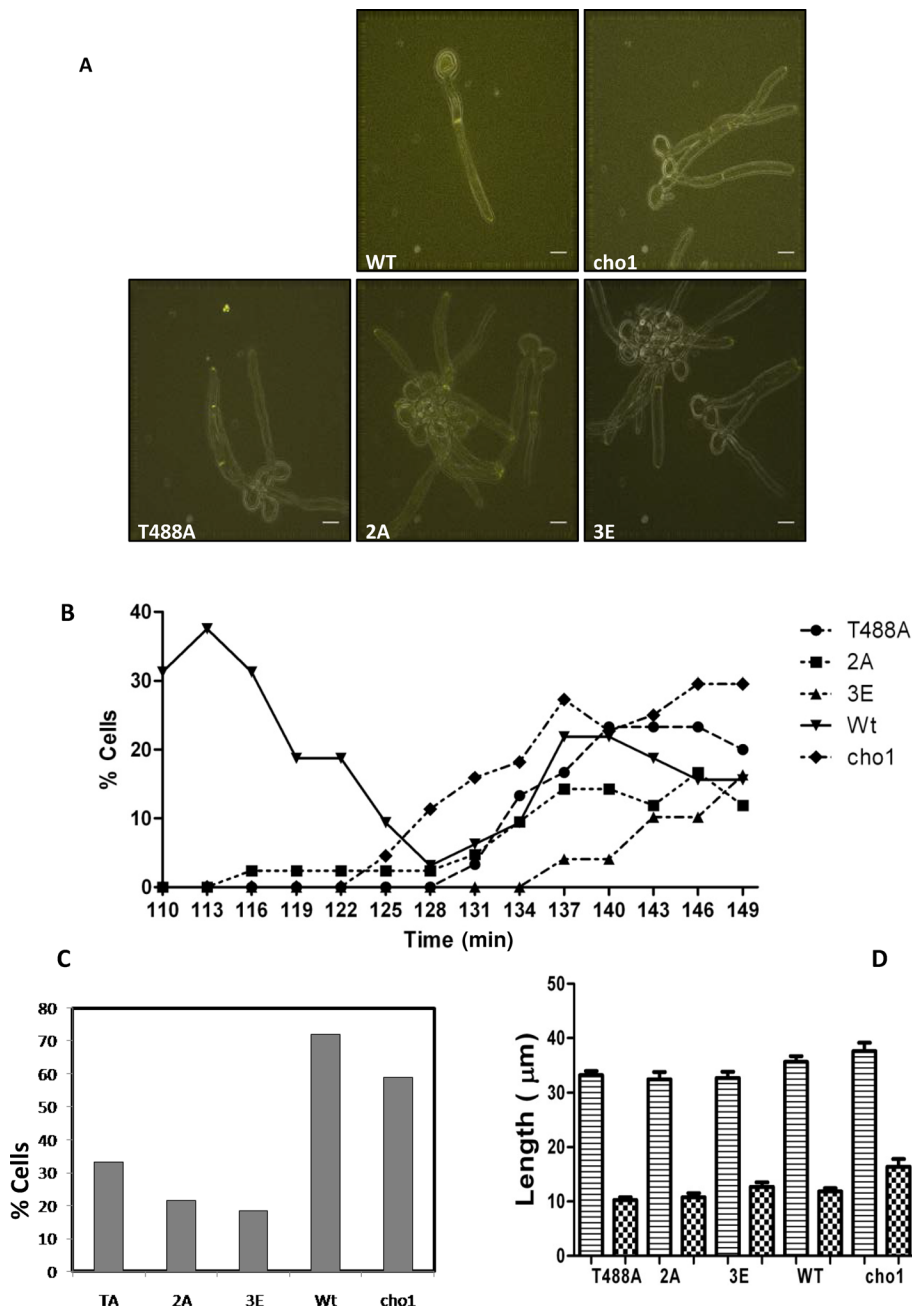 A
WT
cho1
T488A
2A
3E
B
40
30
20
10
0
% Cells
110 113 116 119 122 125 128 131 134 137 140 143 146 149
Time (min)
T488A
2A
3E
Wt
cho1
C
80
70
60
50
40
30
20
10
0
% Cells
TA 2A 3E Wt cho1
D
50
40
30
20
10
0
Length ( μm)
T488A 2A 3E WT cho1